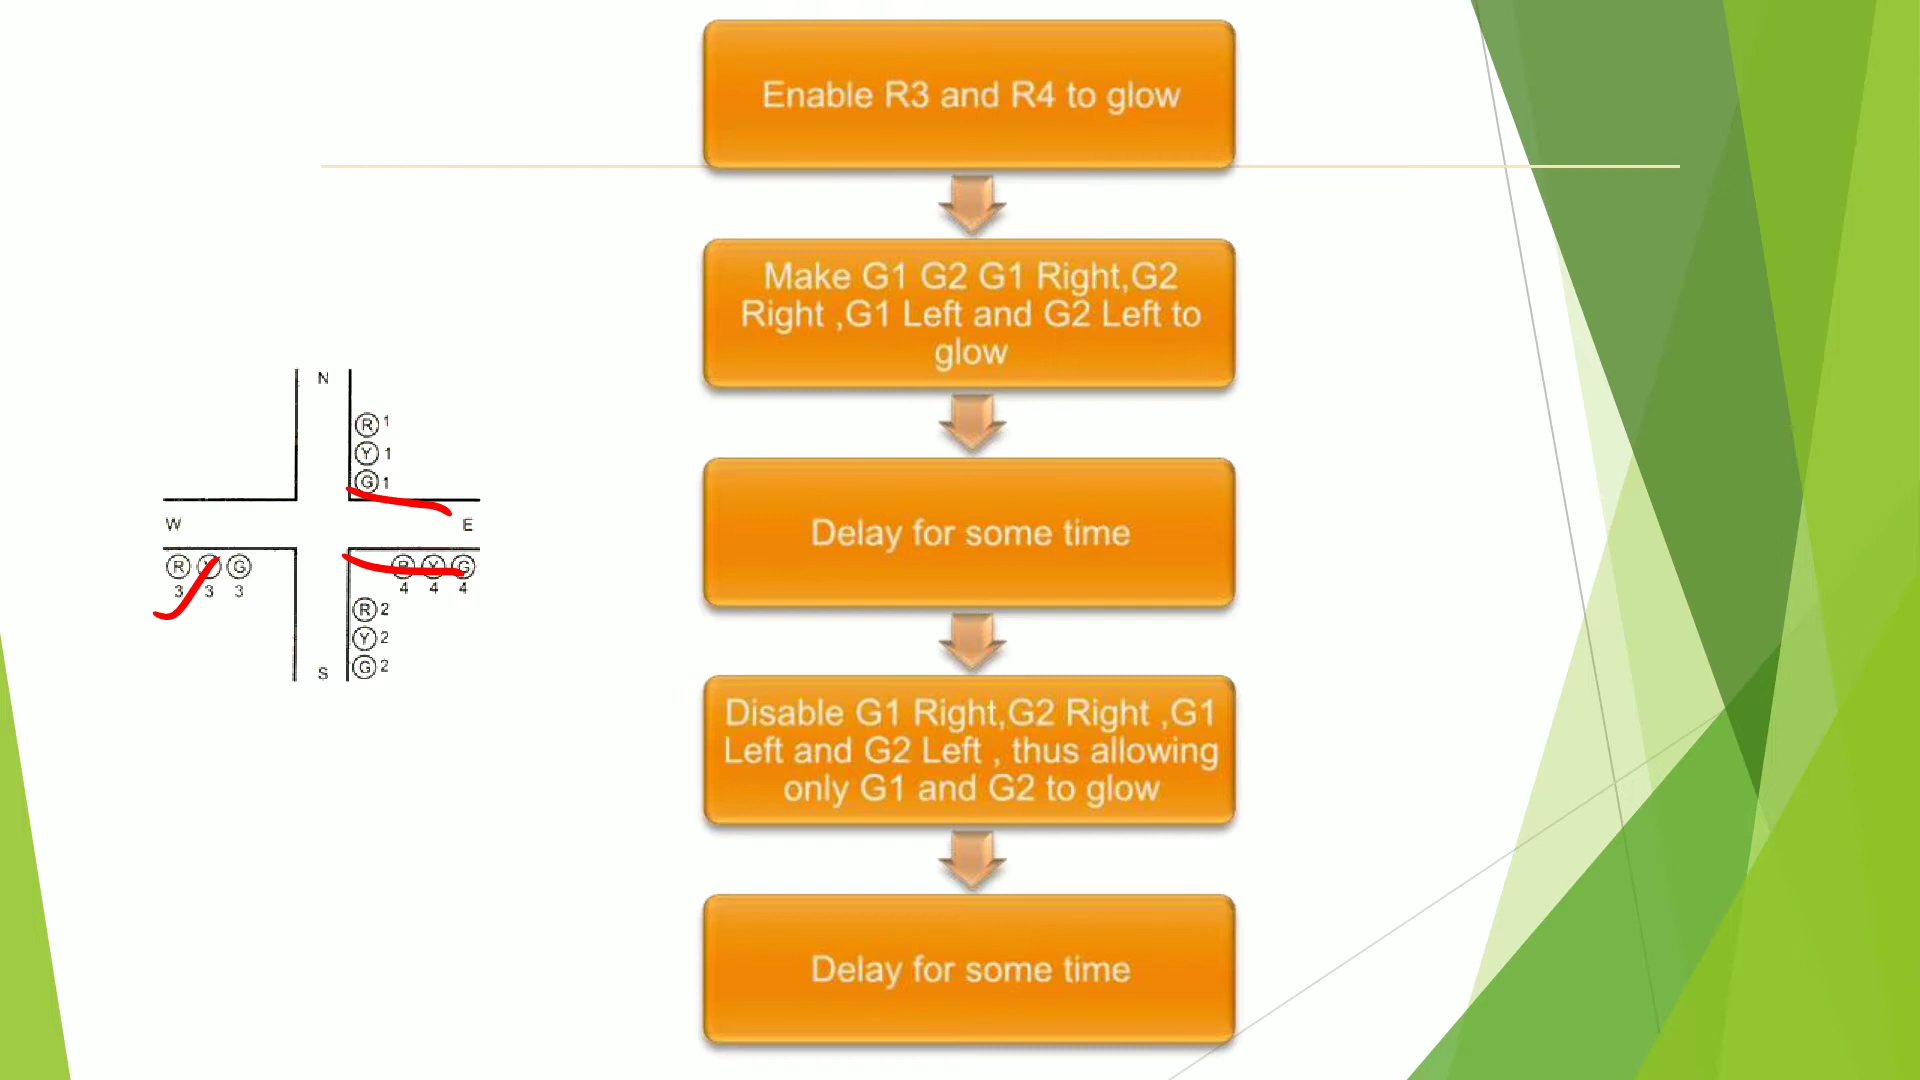 Enable R3 and R4 to glow
Make G1 G2 G1 Right,G2
Right ,G1 Left and G2 Left to
glow
Delay for some time
Disable G1 Right,G2 Right ,G1
Left and G2 Left , thus allowing
only G1 and G2 to glow
Delay for some time
N
R 1
Y 1
G 1
W E
R Y G
3 3 3
R Y G
4 4 4
R 2
Y 2
G 2
S